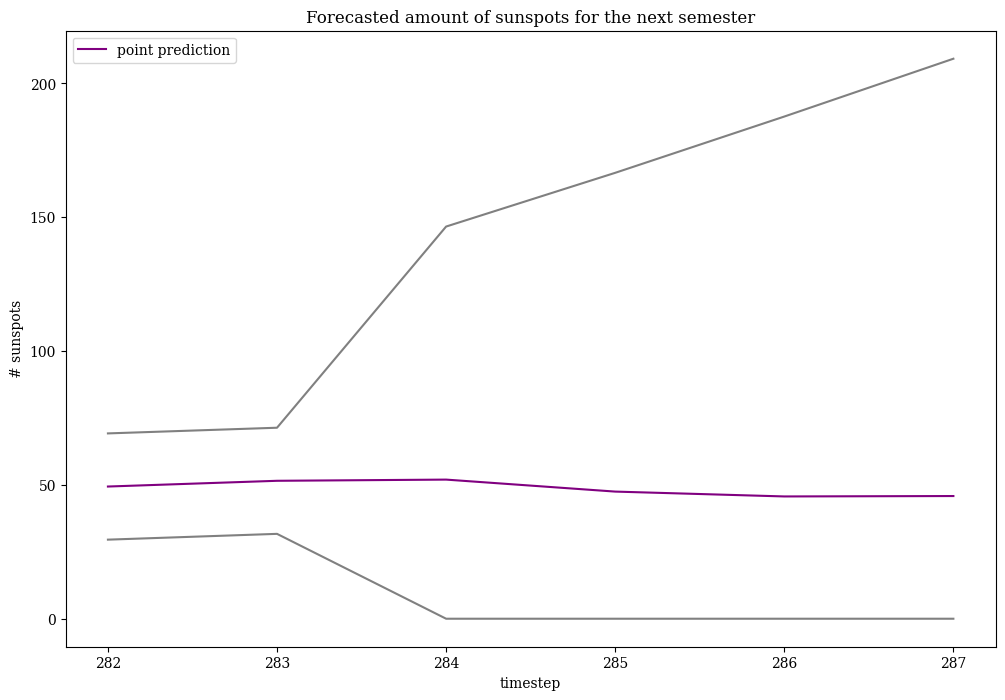 Forecasted amount of sunspots for the next semester
point prediction
# sunspots
200
150
100
50
0
282 283 284 285 286 287
timestep